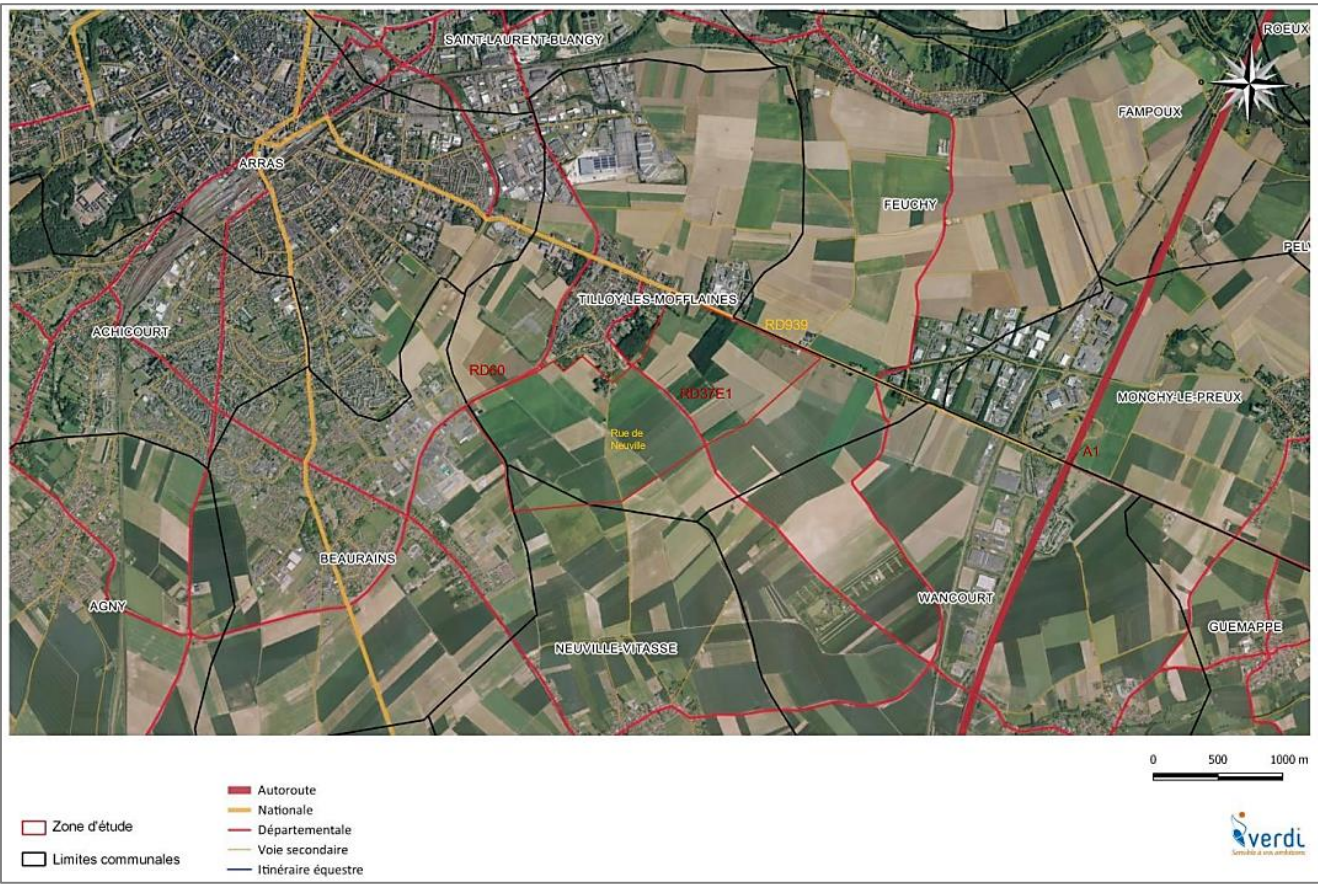 ROEUX
SAINT-LAURENT-BLANGY
FAMPOUX
ARRAS
FEUCHY
TILLOY-LES-MOFFLAINES
ACHICOURT
RD939
RD60
RD37E1
MONCHY-LE-PREUX
Rue de
Neuville
A1
BEAURAINS
AGNY
WANCOURT
GUEMAPPE
NEUVILLE-VITASSE
0 500 1000 m
Zone d'étude
Limites communales
Autoroute
Nationale
Départementale
Voie secondaire
Itinéraire équestre
verdi